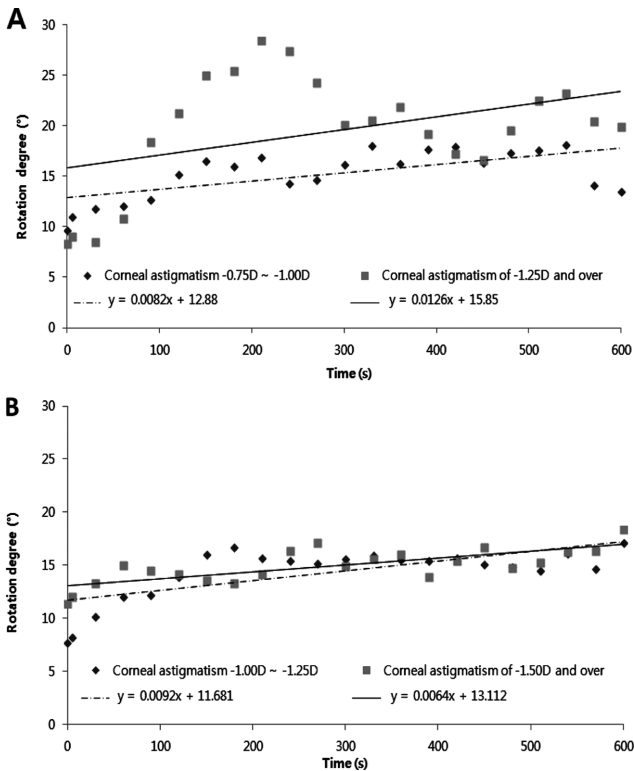 A
30
25
20
15
10
5
0
Rotation degree (°)
Corneal astigmatism -0.75D ~ -1.00D
Corneal astigmatism of -1.25D and over
y = 0.0082x + 12.88
y = 0.0126x + 15.85
0 100 200 300 400 500 600
Time (s)
B
30
25
20
15
10
5
0
Rotation degree (°)
Corneal astigmatism -1.00D ~ -1.25D
Corneal astigmatism of -1.50D and over
y = 0.0092x + 11.681
y = 0.0064x + 13.112
0 100 200 300 400 500 600
Time (s)